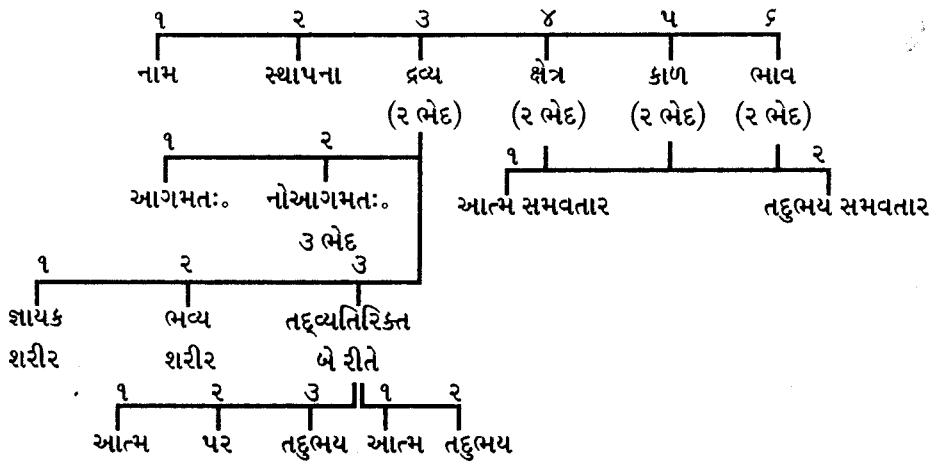 ૧ ૨ ૩ ૪ ૫ ૬
નામ સ્થાપના દ્રવ્ય ક્ષેત્ર કાળ ભાવ
(૨ ભેદ) (૨ ભેદ) (૨ ભેદ) (૨ ભેદ)
૧ ૨ ૧ ૨
આગમતઃ૦ નોઆગમતઃ૦ આત્મ સમવતાર તદુભય સમવતાર
૩ ભેદ
૧ ૨ ૩
જ્ઞાયક ભવ્ય તદ્વ્યતિરિક્ત
શરીર શરીર બે રીતે
૧ ૨ ૩ ૧ ૨
આત્મ પર તદુભય આત્મ તદુભય